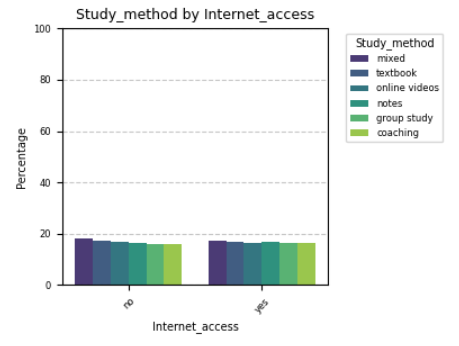 Study_method by Internet_access
Study_method
mixed
textbook
online videos
notes
group study
coaching
Percentage
100
80
60
40
20
0
no
yes
Internet_access